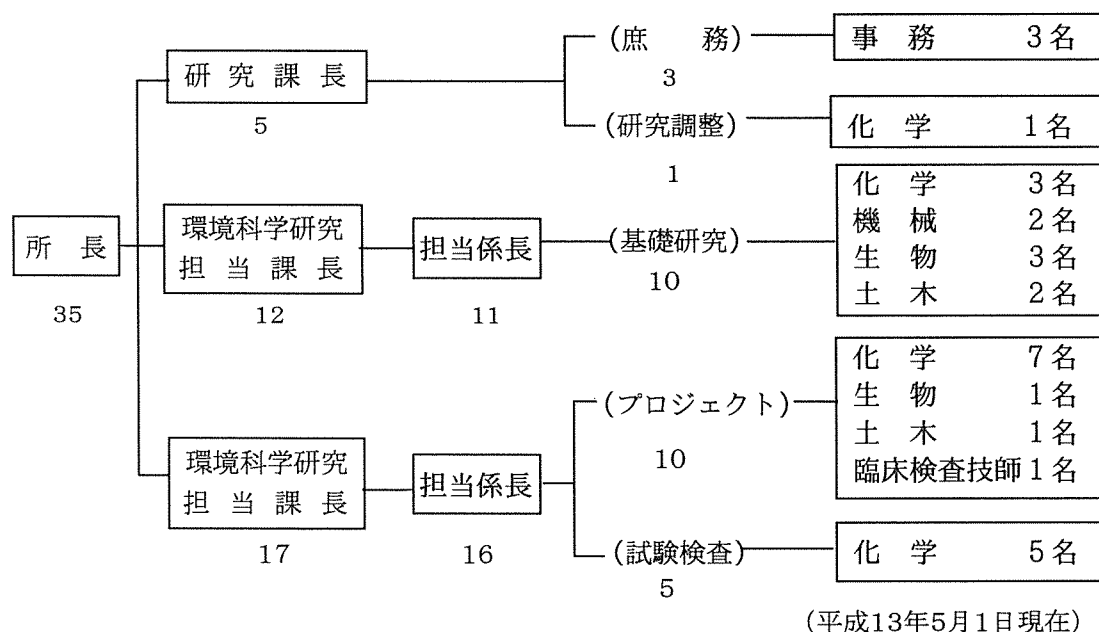 所 長
35
研 究 課 長
5
(庶 務)
3
事 務 3名
(研究調整)
1
化 学 1名
環境科学研究
担 当 課 長
12
担当係長
11
(基礎研究)
10
化 学 3名
機 械 2名
生 物 3名
土 木 2名
環境科学研究
担 当 課 長
17
担当係長
16
(プロジェクト)
10
化 学 7名
生 物 1名
土 木 1名
臨床検査技師 1名
(試験検査)
5
化 学 5名
(平成13年5月1日現在)